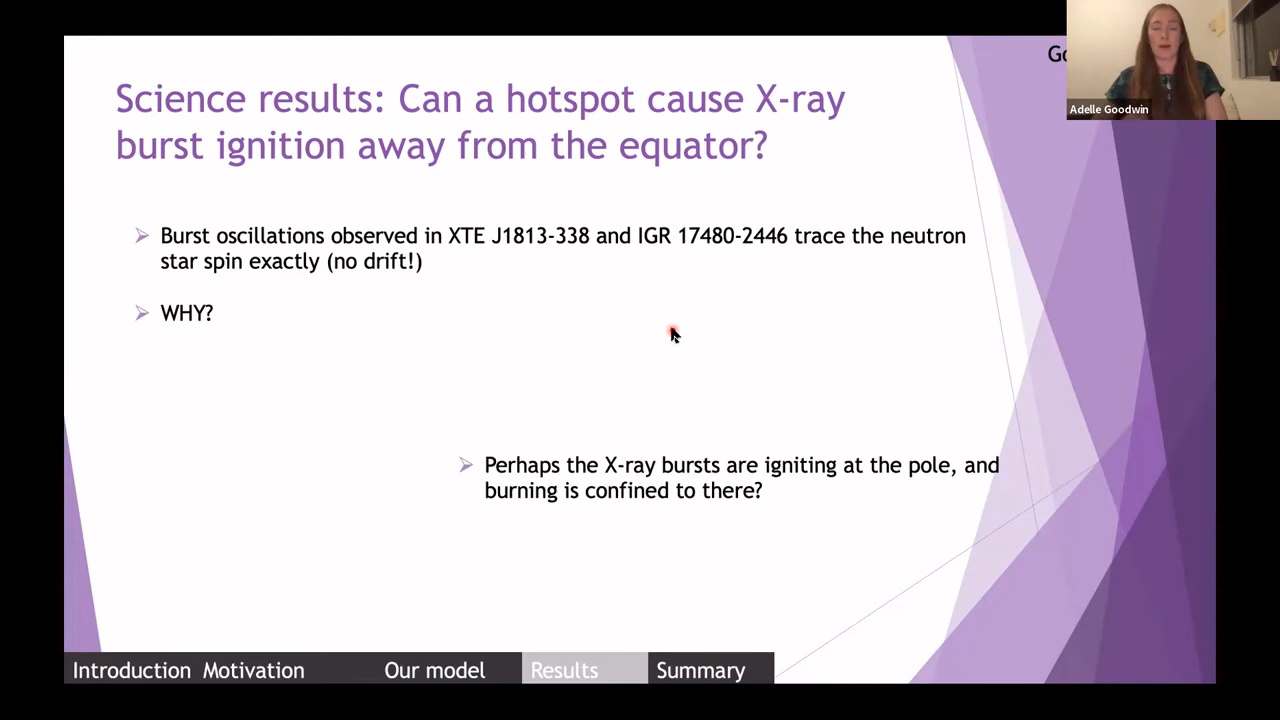 Go
Adelle Goodwin
Science results: Can a hotspot cause X-ray
burst ignition away from the equator?
Burst oscillations observed in XTE J1813-338 and IGR 17480-2446 trace the neutron
star spin exactly (no drift!)
WHY?
Perhaps the X-ray bursts are igniting at the pole, and
burning is confined to there?
Introduction Motivation Our model Results Summary